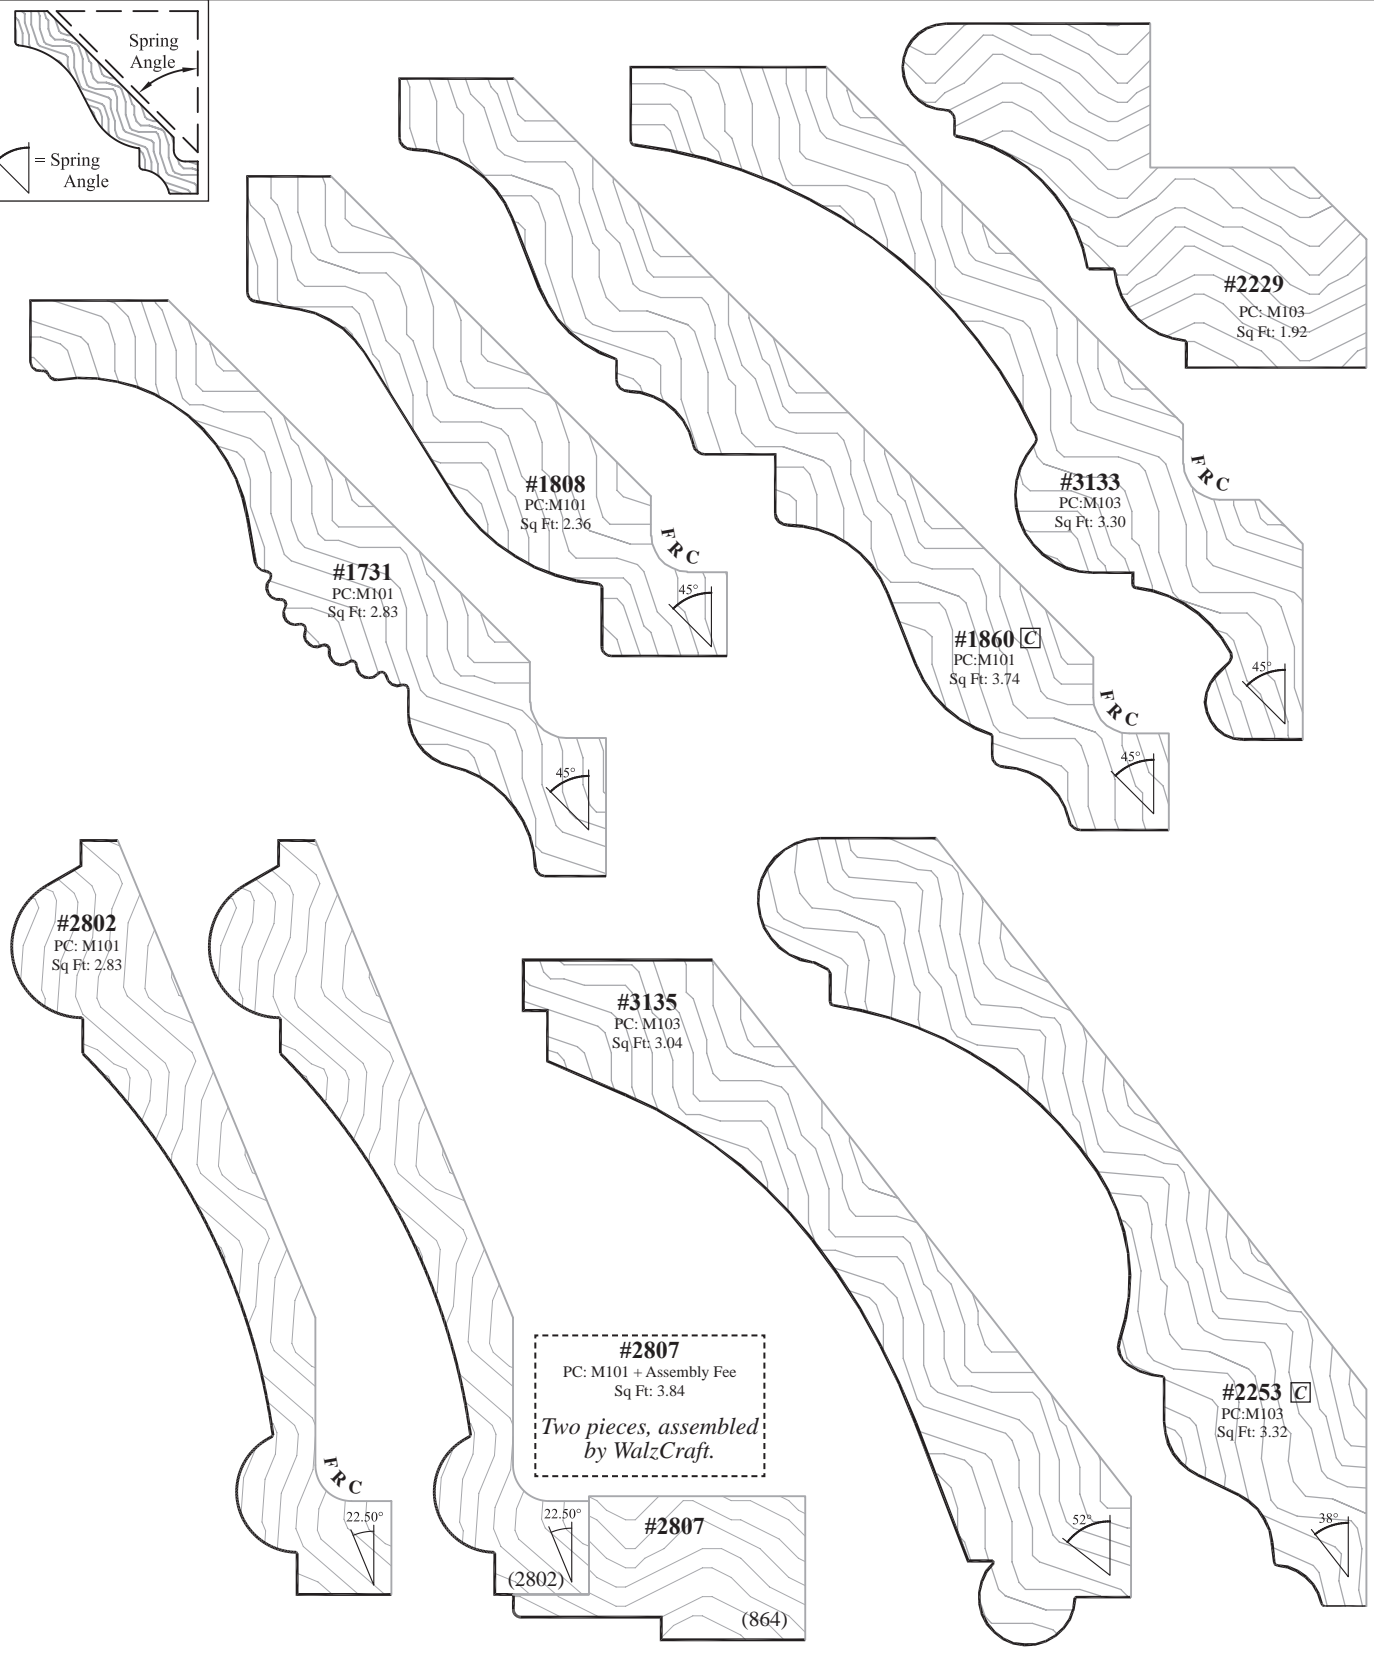 Spring
Angle
= Spring
Angle
#2229
PC: M103
Sq Ft: 1.92
#1808
PC:M101
Sq Ft: 2.36
FRC
45°
#3133
PC:M103
Sq Ft: 3.30
FRC
45°
#1731
PC:M101
Sq Ft: 2.83
45°
#1860 C
PC:M101
Sq Ft: 3.74
FRC
45°
#2802
PC: M101
Sq Ft: 2.83
FRC
22.50°
#3135
PC: M103
Sq Ft: 3.04
52°
#2807
PC: M101 + Assembly Fee
Sq Ft: 3.84
Two pieces, assembled
by WalzCraft.
#2253 C
PC:M103
Sq Ft: 3.32
38°
22.50°
#2807
(2802)
(864)